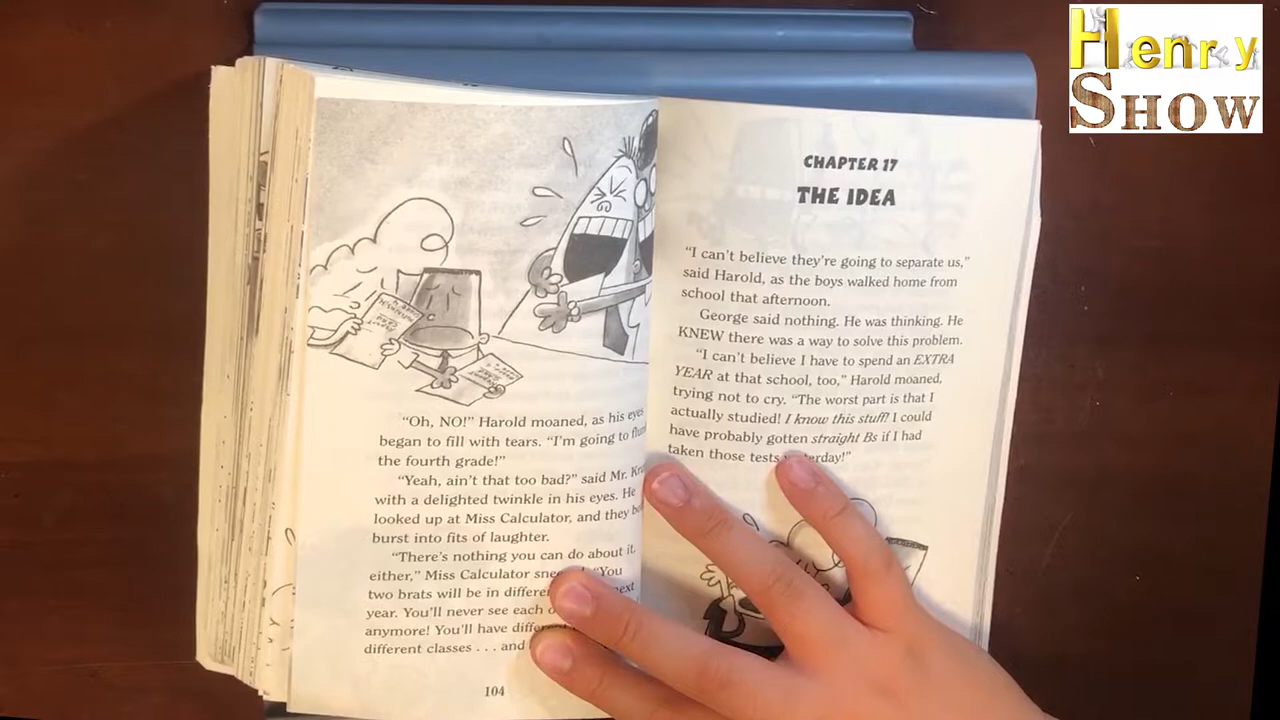 Henry
SHOW
"Oh, NO!" Harold moaned, as his eyes
began to fill with tears. "I'm going to
the fourth grade!"
"Yeah, ain't that too bad?" said Mr.
with a delighted twinkle in his eyes. He
looked up at Miss Calculator, and they
burst into fits of laughter.
"There's nothing you can do about it,
either," Miss Calculator "You
two brats will be in next
year. You'll never see each
anymore! You'll have
different classes . . . and
104
CHAPTER 17
THE IDEA
"I can't believe they're going to separate us,"
said Harold, as the boys walked home from
school that afternoon.
George said nothing. He was thinking. He
KNEW there was a way to solve this problem.
"I can't believe I have to spend an EXTRA
YEAR at that school, too," Harold moaned,
trying not to cry. "The worst part is that I
actually studied! I know this stuff! I could
have probably gotten straight Bs if I had
taken those tests yesterday!"